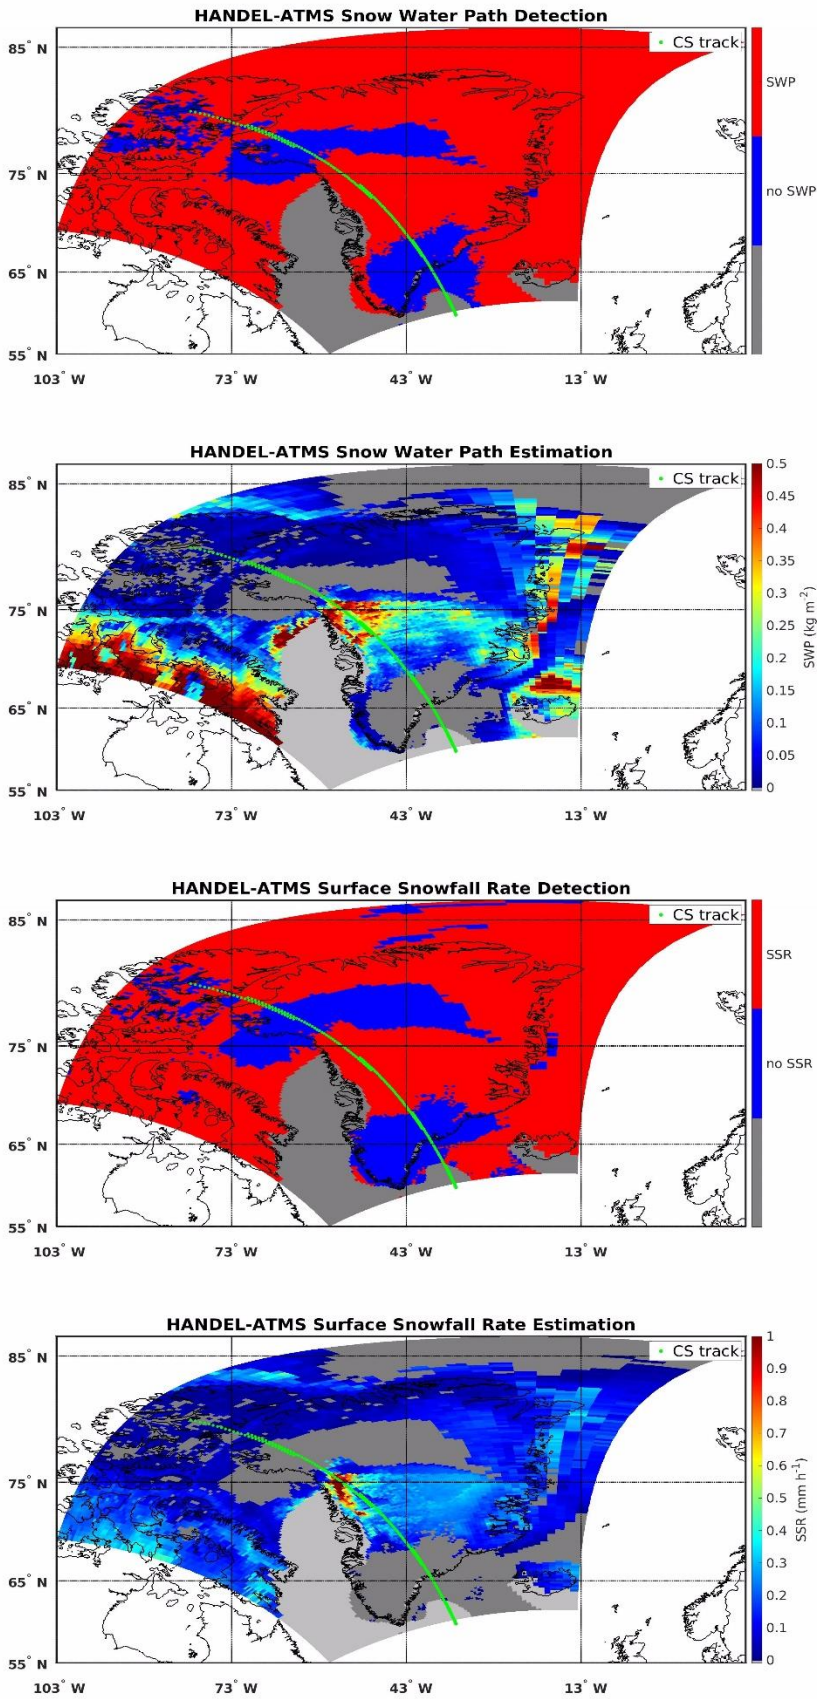 HANDEL-ATMS Snow Water Path Detection
CS track
85° N
75° N
65° N
55° N
103° W
73° W
43° W
13° W
SWP
no SWP
HANDEL-ATMS Snow Water Path Estimation
CS track
85° N
75° N
65° N
55° N
103° W
73° W
43° W
13° W
0.5
0.45
0.4
0.35
0.3
0.25
0.2
0.15
0.1
0.05
0
SWP (kg m-2)
HANDEL-ATMS Surface Snowfall Rate Detection
CS track
85° N
75° N
65° N
55° N
103° W
73° W
43° W
13° W
SSR
no SSR
HANDEL-ATMS Surface Snowfall Rate Estimation
CS track
85° N
75° N
65° N
55° N
103° W
73° W
43° W
13° W
1
0.9
0.8
0.7
0.6
0.5
0.4
0.3
0.2
0.1
0
SSR (mm h-1)